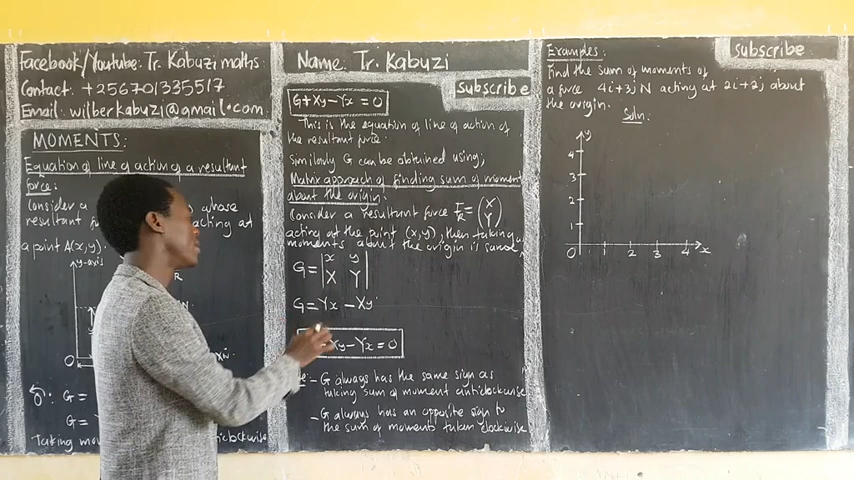 Facebook/Youtube: Tr. Kabuzi maths
Contact: +256701335517
Email: wilberkabuzi@gmail.com
MOMENTS:
Equation of line of action of a resultant
force:
Consider a whose
resultant acting at
a point A(x,y).
y-axis
R
O
G =
G =
Taking clockwise
Name: Tr. Kabuzi
subscribe
G+Xy-Yx = 0
This is the equation of line of action of
the resultant force.
Similarly G can be obtained using;
Matrix approach of finding sum of moment
about the origin.
Consider a resultant force F_R = (X
Y)
acting at the point (x,y), then taking
moments about the origin is same
G = |x y|
|X Y|
G = Yx - Xy
Xy - Yx = 0
- G always has the same sign as
taking sum of moment anticlockwise
- G always has an opposite sign to
the sum of moments taken clockwise
subscribe
Examples:
Find the sum of moments of
a force 4i+3j N acting at 2i+2j about
the origin.
Soln:
y
4
3
2
1
0 1 2 3 4 x